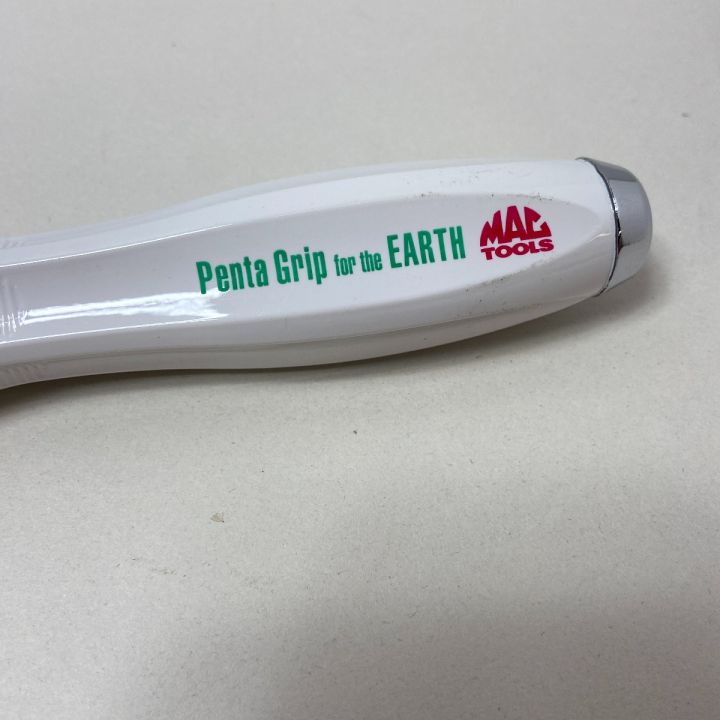 Penta Grip for the EARTH
MAC
TOOLS